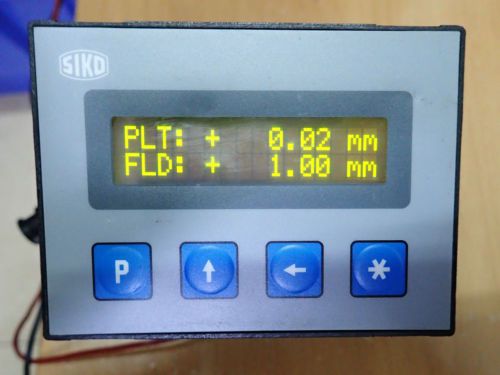 SIKO
PLT: + 0.02 mm
FLD: + 1.00 mm
P ↑ ← *